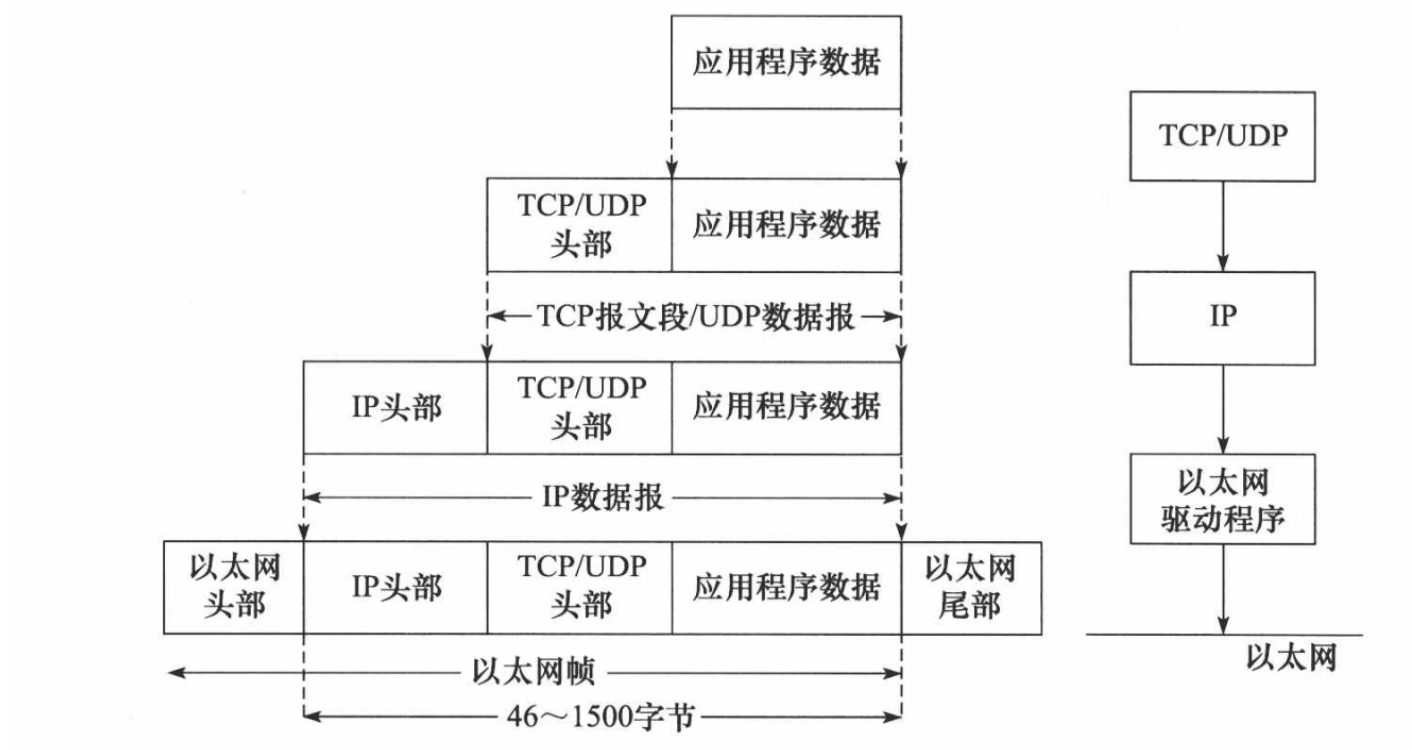 应用程序数据
TCP/UDP
TCP/UDP
头部
应用程序数据
TCP报文段/UDP数据报
IP
IP头部
TCP/UDP
头部
应用程序数据
IP数据报
以太网
驱动程序
以太网
头部
IP头部
TCP/UDP
头部
应用程序数据
以太网
尾部
以太网
以太网帧
46～1500字节